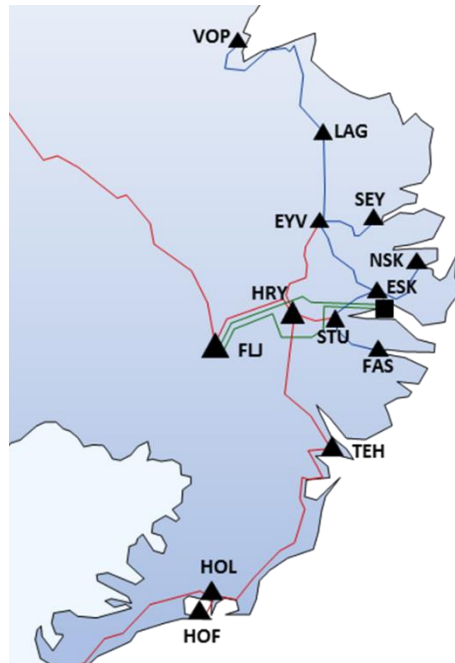 VOP
LAG
SEY
EYV
NSK
ESK
HRY
STU
FLJ
FAS
TEH
HOL
HOF